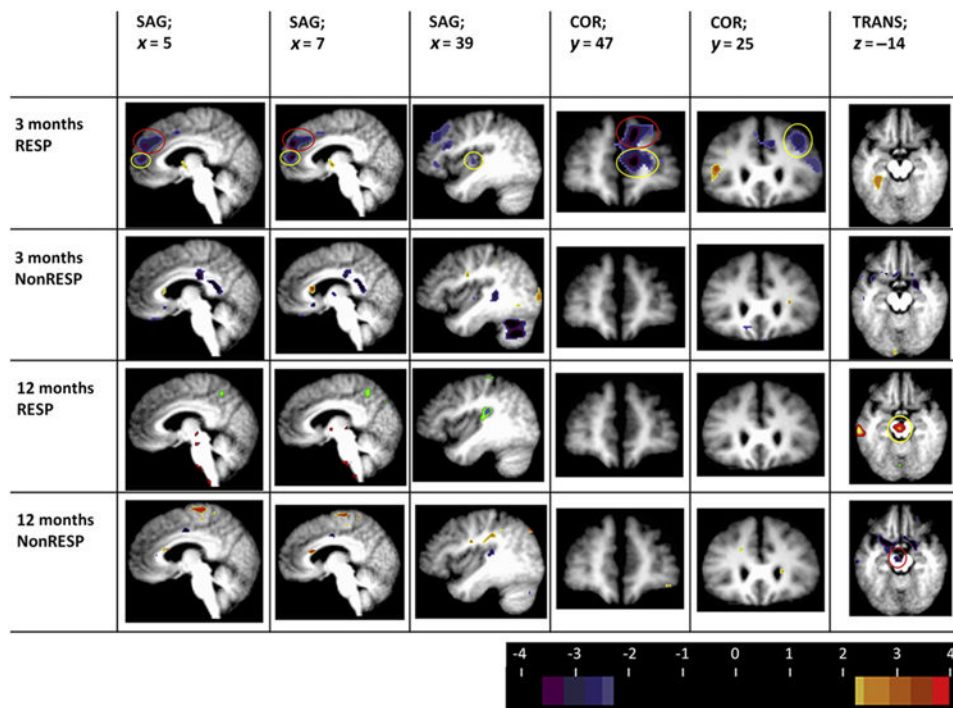 SAG;
x = 5
SAG;
x = 7
SAG;
x = 39
COR;
y = 47
COR;
y = 25
TRANS;
z = –14
3 months
RESP
3 months
NonRESP
12 months
RESP
12 months
NonRESP
-4 -3 -2 -1 0 1 2 3 4